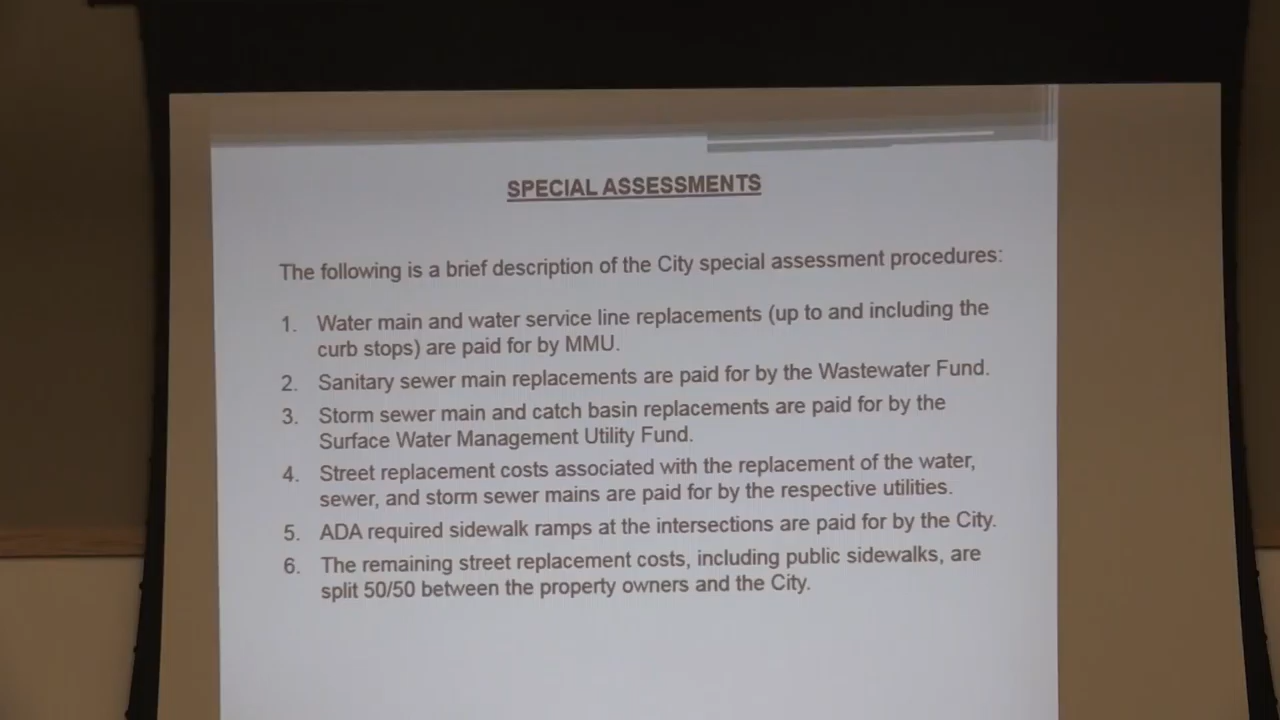 SPECIAL ASSESSMENTS
The following is a brief description of the City special assessment procedures:
1. Water main and water service line replacements (up to and including the
curb stops) are paid for by MMU.
2. Sanitary sewer main replacements are paid for by the Wastewater Fund.
3. Storm sewer main and catch basin replacements are paid for by the
Surface Water Management Utility Fund.
4. Street replacement costs associated with the replacement of the water,
sewer, and storm sewer mains are paid for by the respective utilities.
5. ADA required sidewalk ramps at the intersections are paid for by the City.
6. The remaining street replacement costs, including public sidewalks, are
split 50/50 between the property owners and the City.